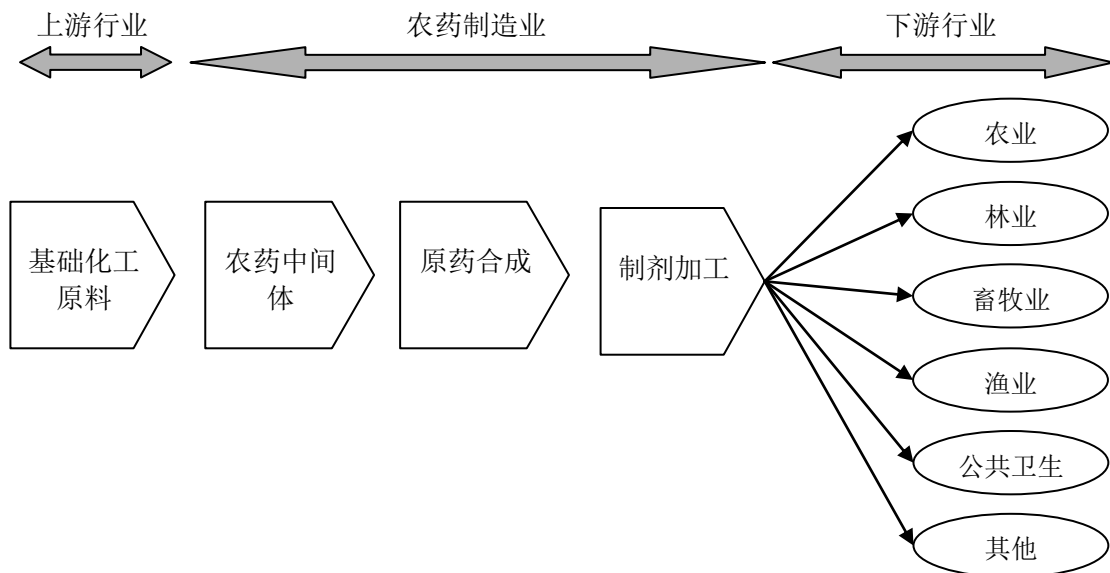 上游行业
农药制造业
下游行业
基础化工
原料
农药中间
体
原药合成
制剂加工
农业
林业
畜牧业
渔业
公共卫生
其他